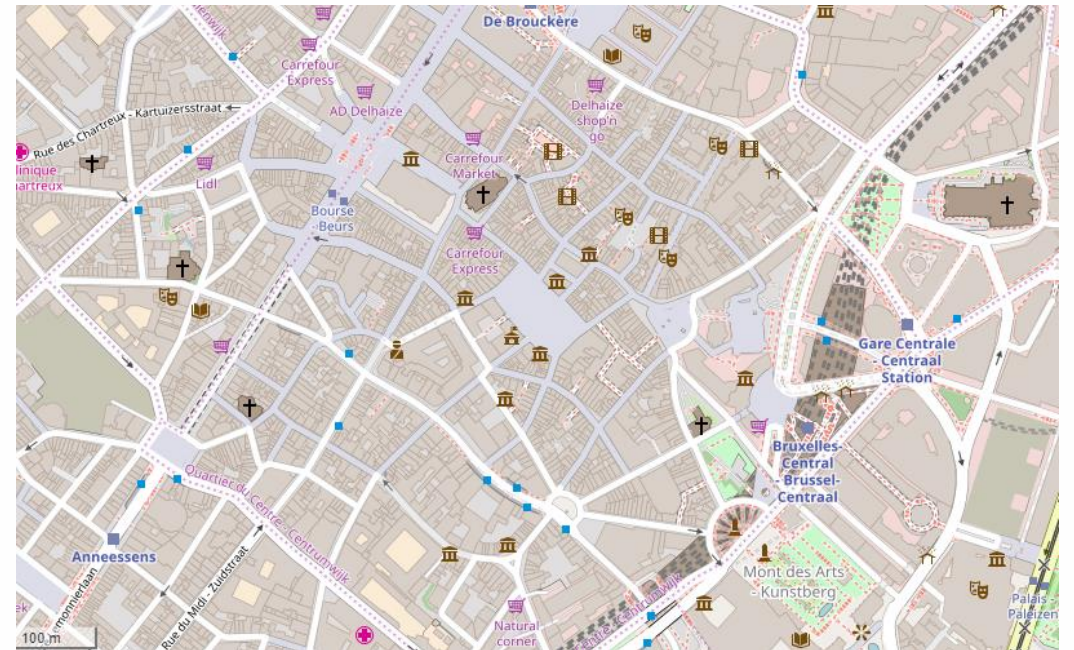 De Brouckère
Carrefour
Express
AD Delhaize
Delhaize
shop'n
go
Rue des Chartreux - Kartuizersstraat
Carrefour
Market
Lidl
Bourse
- Beurs
Carrefour
Express
Gare Centrale
- Centraal
Station
Bruxelles-
Central
- Brussel-
Centraal
Quartier du Centre - Centrumwijk
Anneessens
Rue du Midi - Zuidstraat
Mont des Arts
- Kunstberg
Natural
corner
Centrumwijk
Palais -
Paleizen
100 m